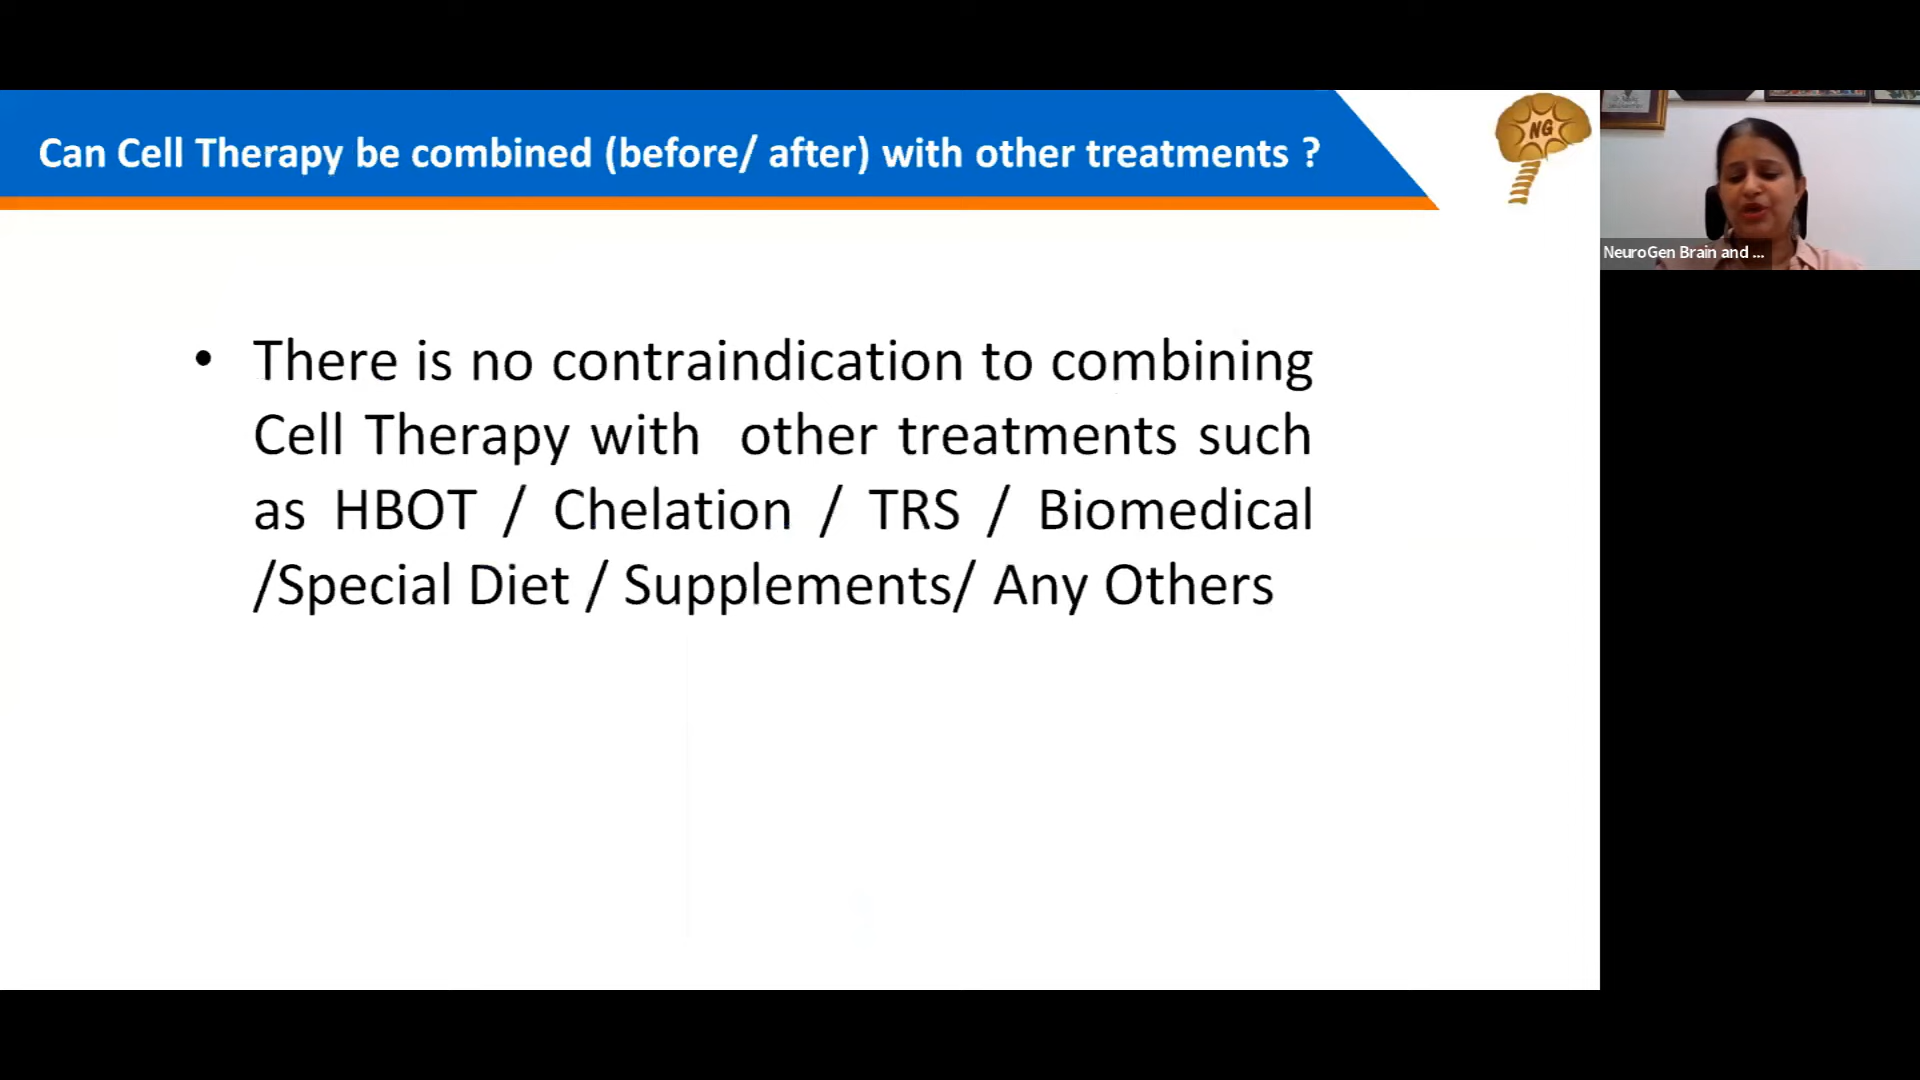 Can Cell Therapy be combined (before/ after) with other treatments ?
NG
NeuroGen Brain and ...
• There is no contraindication to combining
Cell Therapy with other treatments such
as HBOT / Chelation / TRS / Biomedical
/Special Diet / Supplements/ Any Others